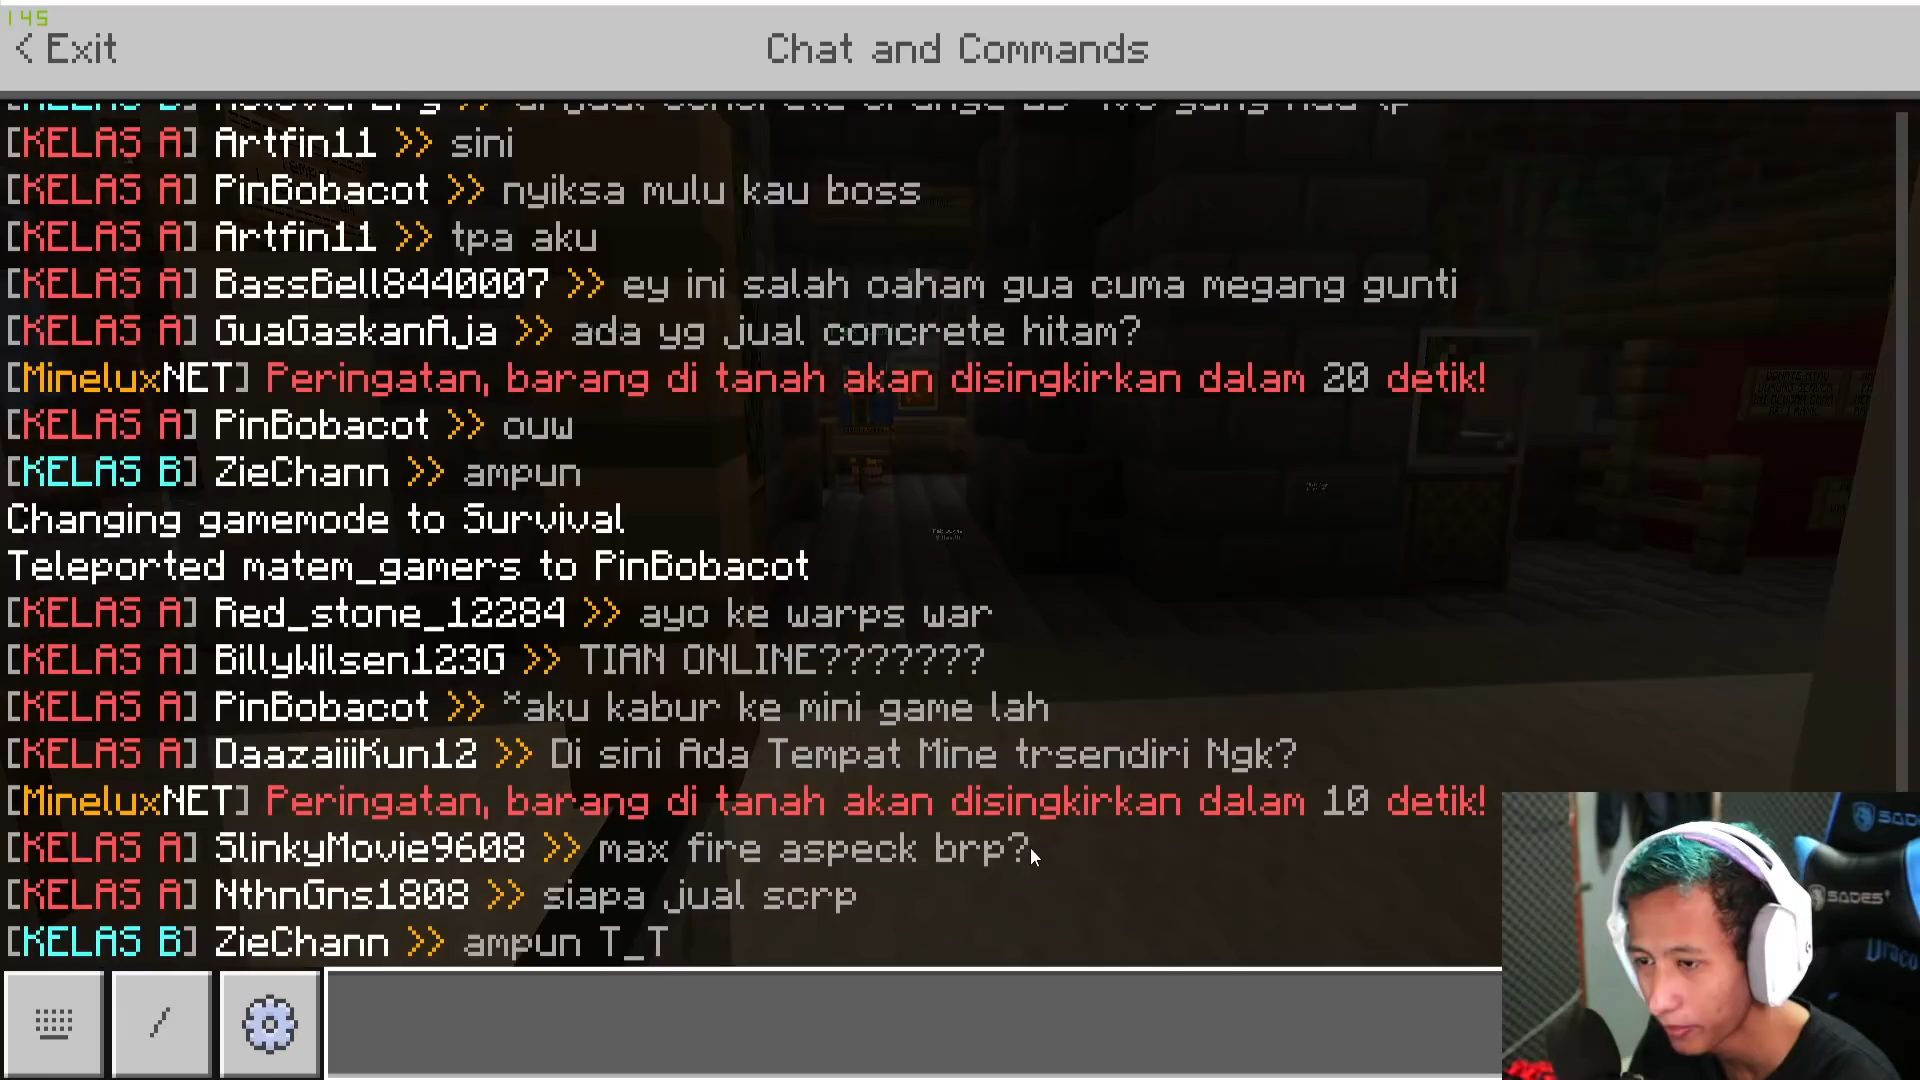 145
< Exit
Chat and Commands
[KELAS A] Artfin11 >> sini
[KELAS A] PinBobacot >> nyiksa mulu kau boss
[KELAS A] Artfin11 >> tpa aku
[KELAS A] BassBell8440007 >> ey ini salah oaham gua cuma megang gunti
[KELAS A] GuaGaskanAja >> ada yg jual concrete hitam?
[MineluxNET] Peringatan, barang di tanah akan disingkirkan dalam 20 detik!
[KELAS A] PinBobacot >> ouw
[KELAS B] ZieChann >> ampun
Changing gamemode to Survival
Teleported matem_gamers to PinBobacot
[KELAS A] Red_stone_12284 >> ayo ke warps war
[KELAS A] BillyWilsen123G >> TIAN ONLINE???????
[KELAS A] PinBobacot >> *aku kabur ke mini game lah
[KELAS A] DaazaiiiKun12 >> Di sini Ada Tempat Mine trsendiri Ngk?
[MineluxNET] Peringatan, barang di tanah akan disingkirkan dalam 10 detik!
[KELAS A] SlinkyMovie9608 >> max fire aspeck brp?
[KELAS A] NthnGns1808 >> siapa jual scrp
[KELAS B] ZieChann >> ampun T_T
/
SADES
Draco